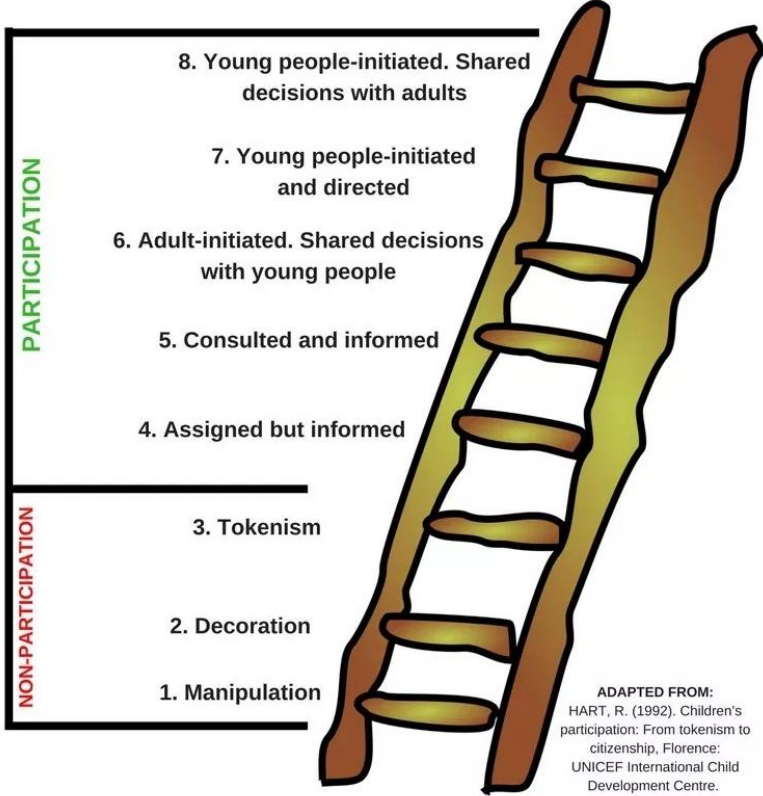 8. Young people-initiated. Shared
decisions with adults
7. Young people-initiated
and directed
6. Adult-initiated. Shared decisions
with young people
5. Consulted and informed
4. Assigned but informed
PARTICIPATION
3. Tokenism
2. Decoration
1. Manipulation
NON-PARTICIPATION
ADAPTED FROM:
HART, R. (1992). Children's
participation: From tokenism to
citizenship, Florence:
UNICEF International Child
Development Centre.